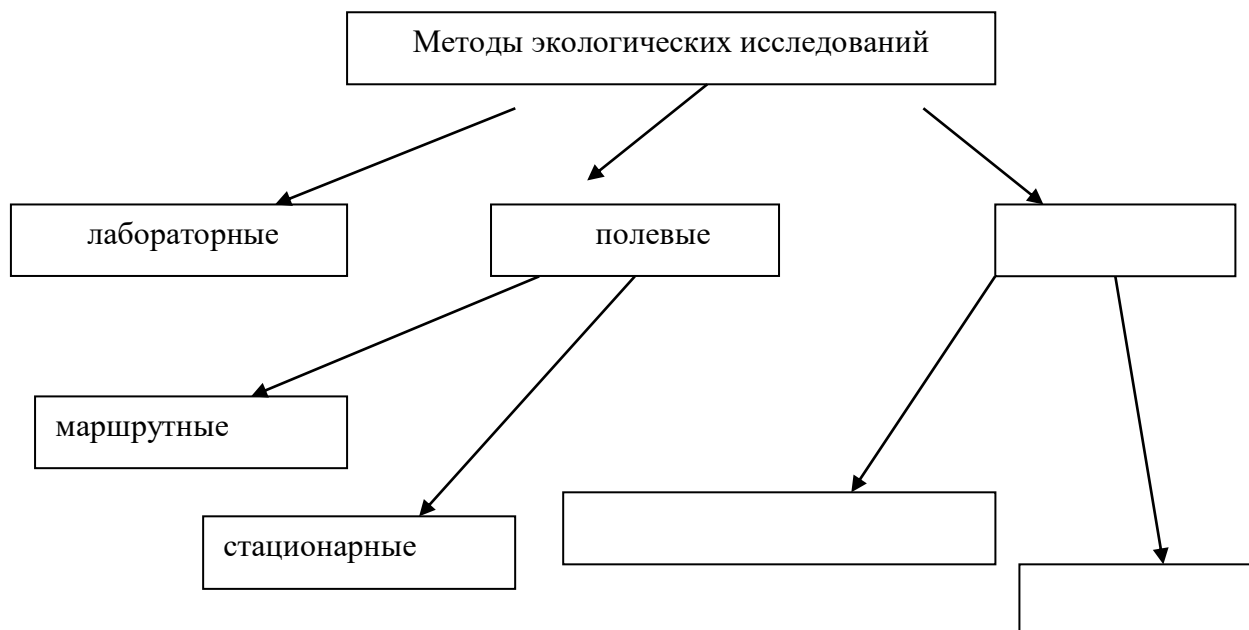 Методы экологических исследований
лабораторные
полевые
маршрутные
стационарные